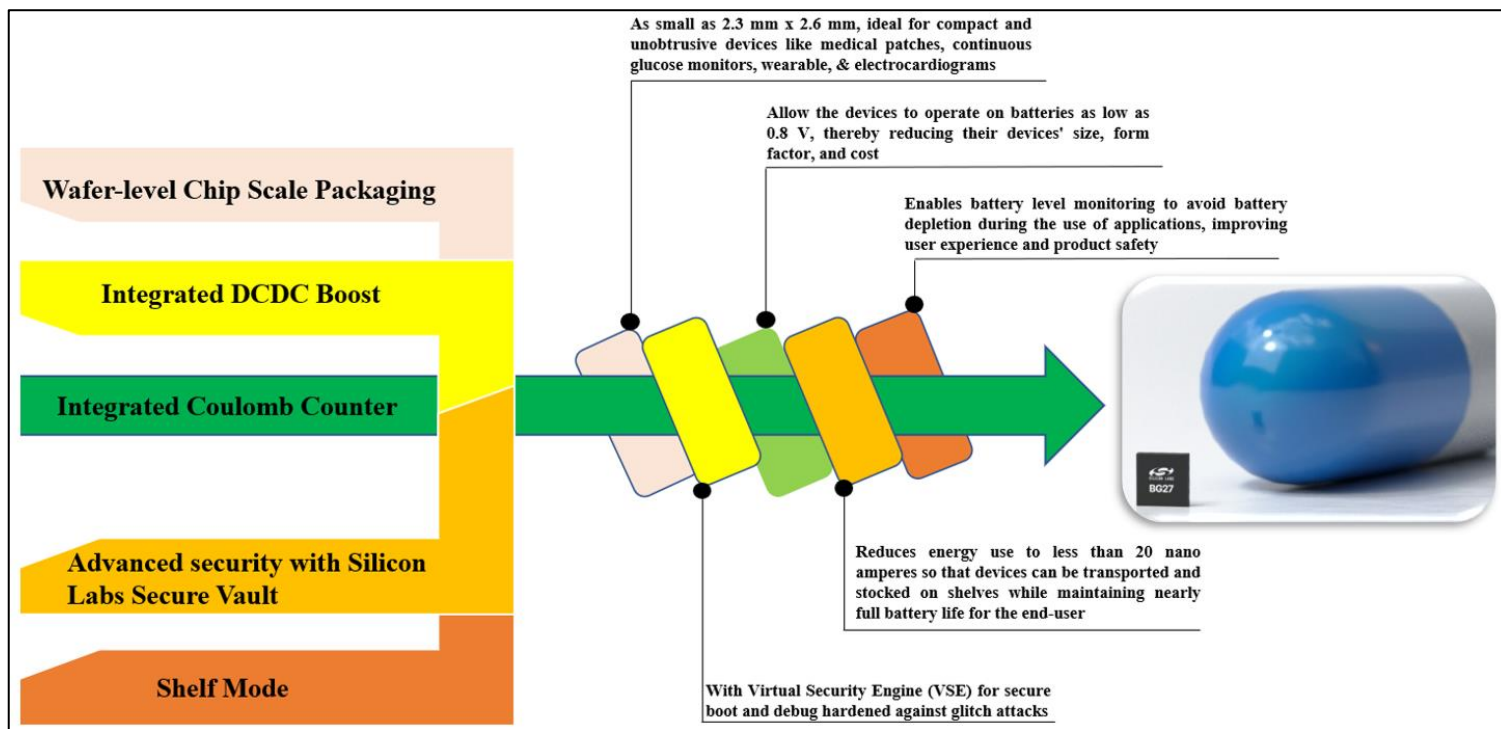 As small as 2.3 mm x 2.6 mm, ideal for compact and
unobtrusive devices like medical patches, continuous
glucose monitors, wearable, & electrocardiograms
Allow the devices to operate on batteries as low as
0.8 V, thereby reducing their devices' size, form
factor, and cost
Wafer-level Chip Scale Packaging
Enables battery level monitoring to avoid battery
depletion during the use of applications, improving
user experience and product safety
Integrated DCDC Boost
Integrated Coulomb Counter
BG27
Advanced security with Silicon
Labs Secure Vault
Reduces energy use to less than 20 nano
amperes so that devices can be transported and
stocked on shelves while maintaining nearly
full battery life for the end-user
Shelf Mode
With Virtual Security Engine (VSE) for secure
boot and debug hardened against glitch attacks